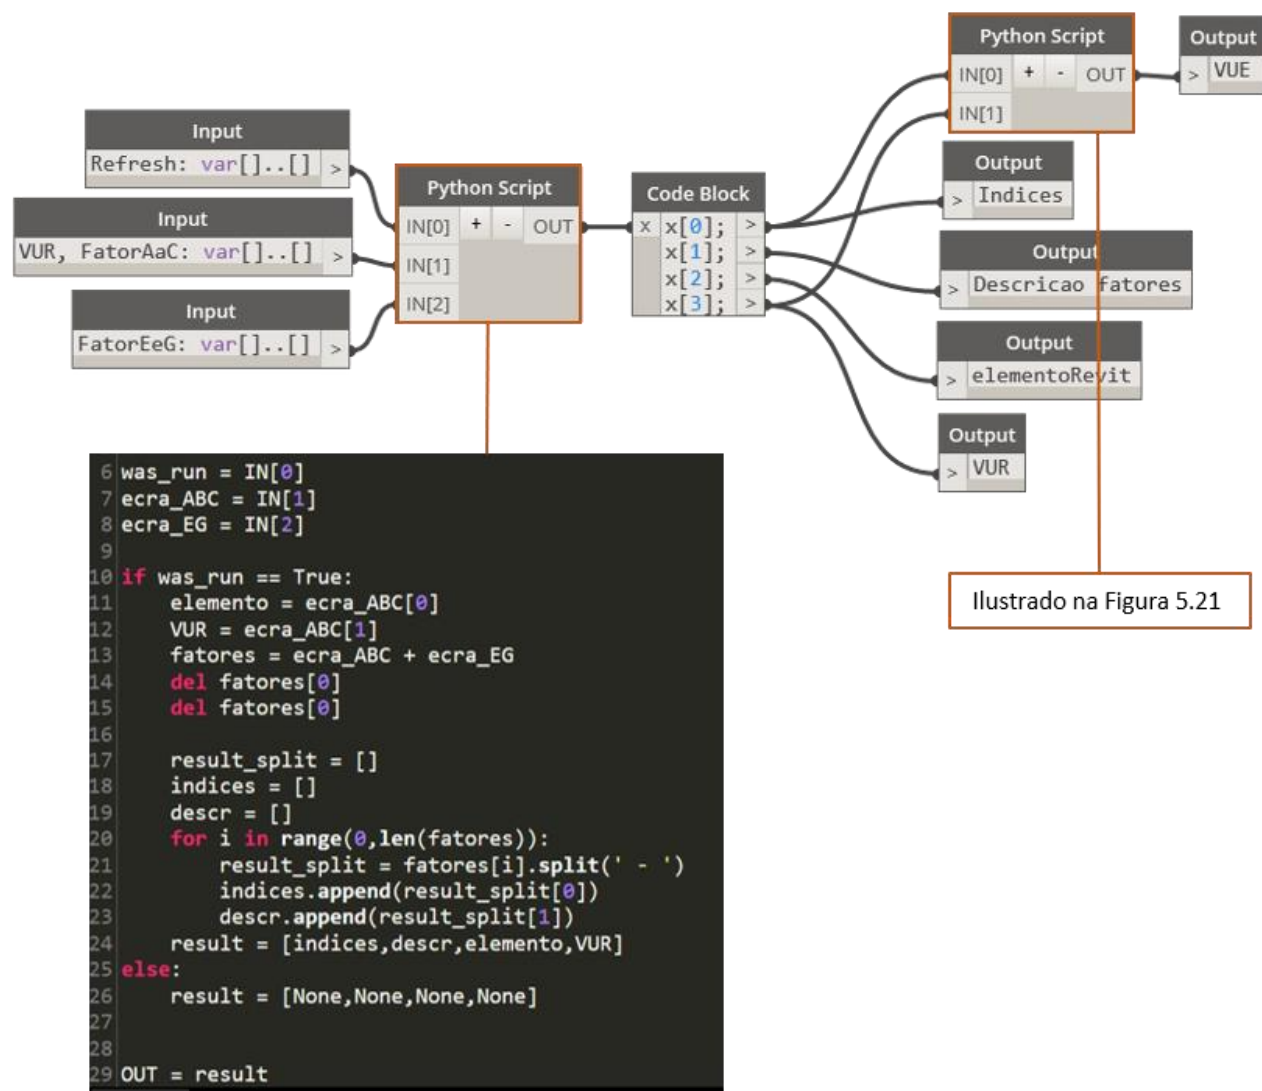 Input
Refresh: var[]..[] >
Input
VUR, FatorAaC: var[]..[] >
Input
FatorEeG: var[]..[] >
Python Script
IN[0] + - OUT
IN[1]
IN[2]
Code Block
x x[0]; >
x[1]; >
x[2]; >
x[3]; >
Python Script
IN[0] + - OUT
IN[1]
Output
> VUE
Output
> Indices
Output
> Descricao fatores
Output
> elementoRevit
Output
> VUR
Ilustrado na Figura 5.21
6 was_run = IN[0]
7 ecra_ABC = IN[1]
8 ecra_EG = IN[2]
9
10 if was_run == True:
11     elemento = ecra_ABC[0]
12     VUR = ecra_ABC[1]
13     fatores = ecra_ABC + ecra_EG
14     del fatores[0]
15     del fatores[0]
16
17     result_split = []
18     indices = []
19     descr = []
20     for i in range(0,len(fatores)):
21         result_split = fatores[i].split(' - ')
22         indices.append(result_split[0])
23         descr.append(result_split[1])
24     result = [indices,descr,elemento,VUR]
25 else:
26     result = [None,None,None,None]
27
28
29 OUT = result